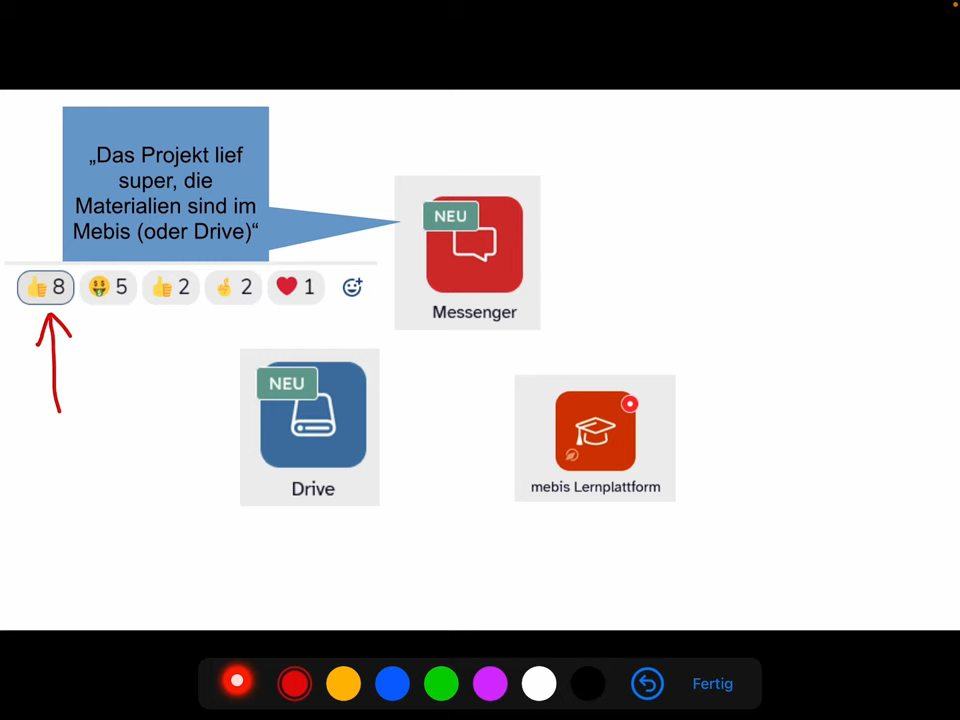 „Das Projekt lief
super, die
Materialien sind im
Mebis (oder Drive)“
👍 8 🤑 5 👍 2 🤞 2 ❤️ 1
NEU
Messenger
NEU
Drive
mebis Lernplattform
Fertig